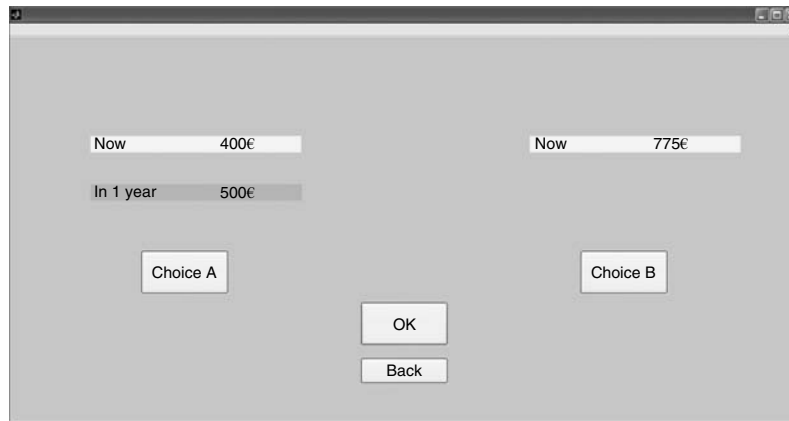 Now 400€ Now 775€
In 1 year 500€
Choice A Choice B
OK
Back